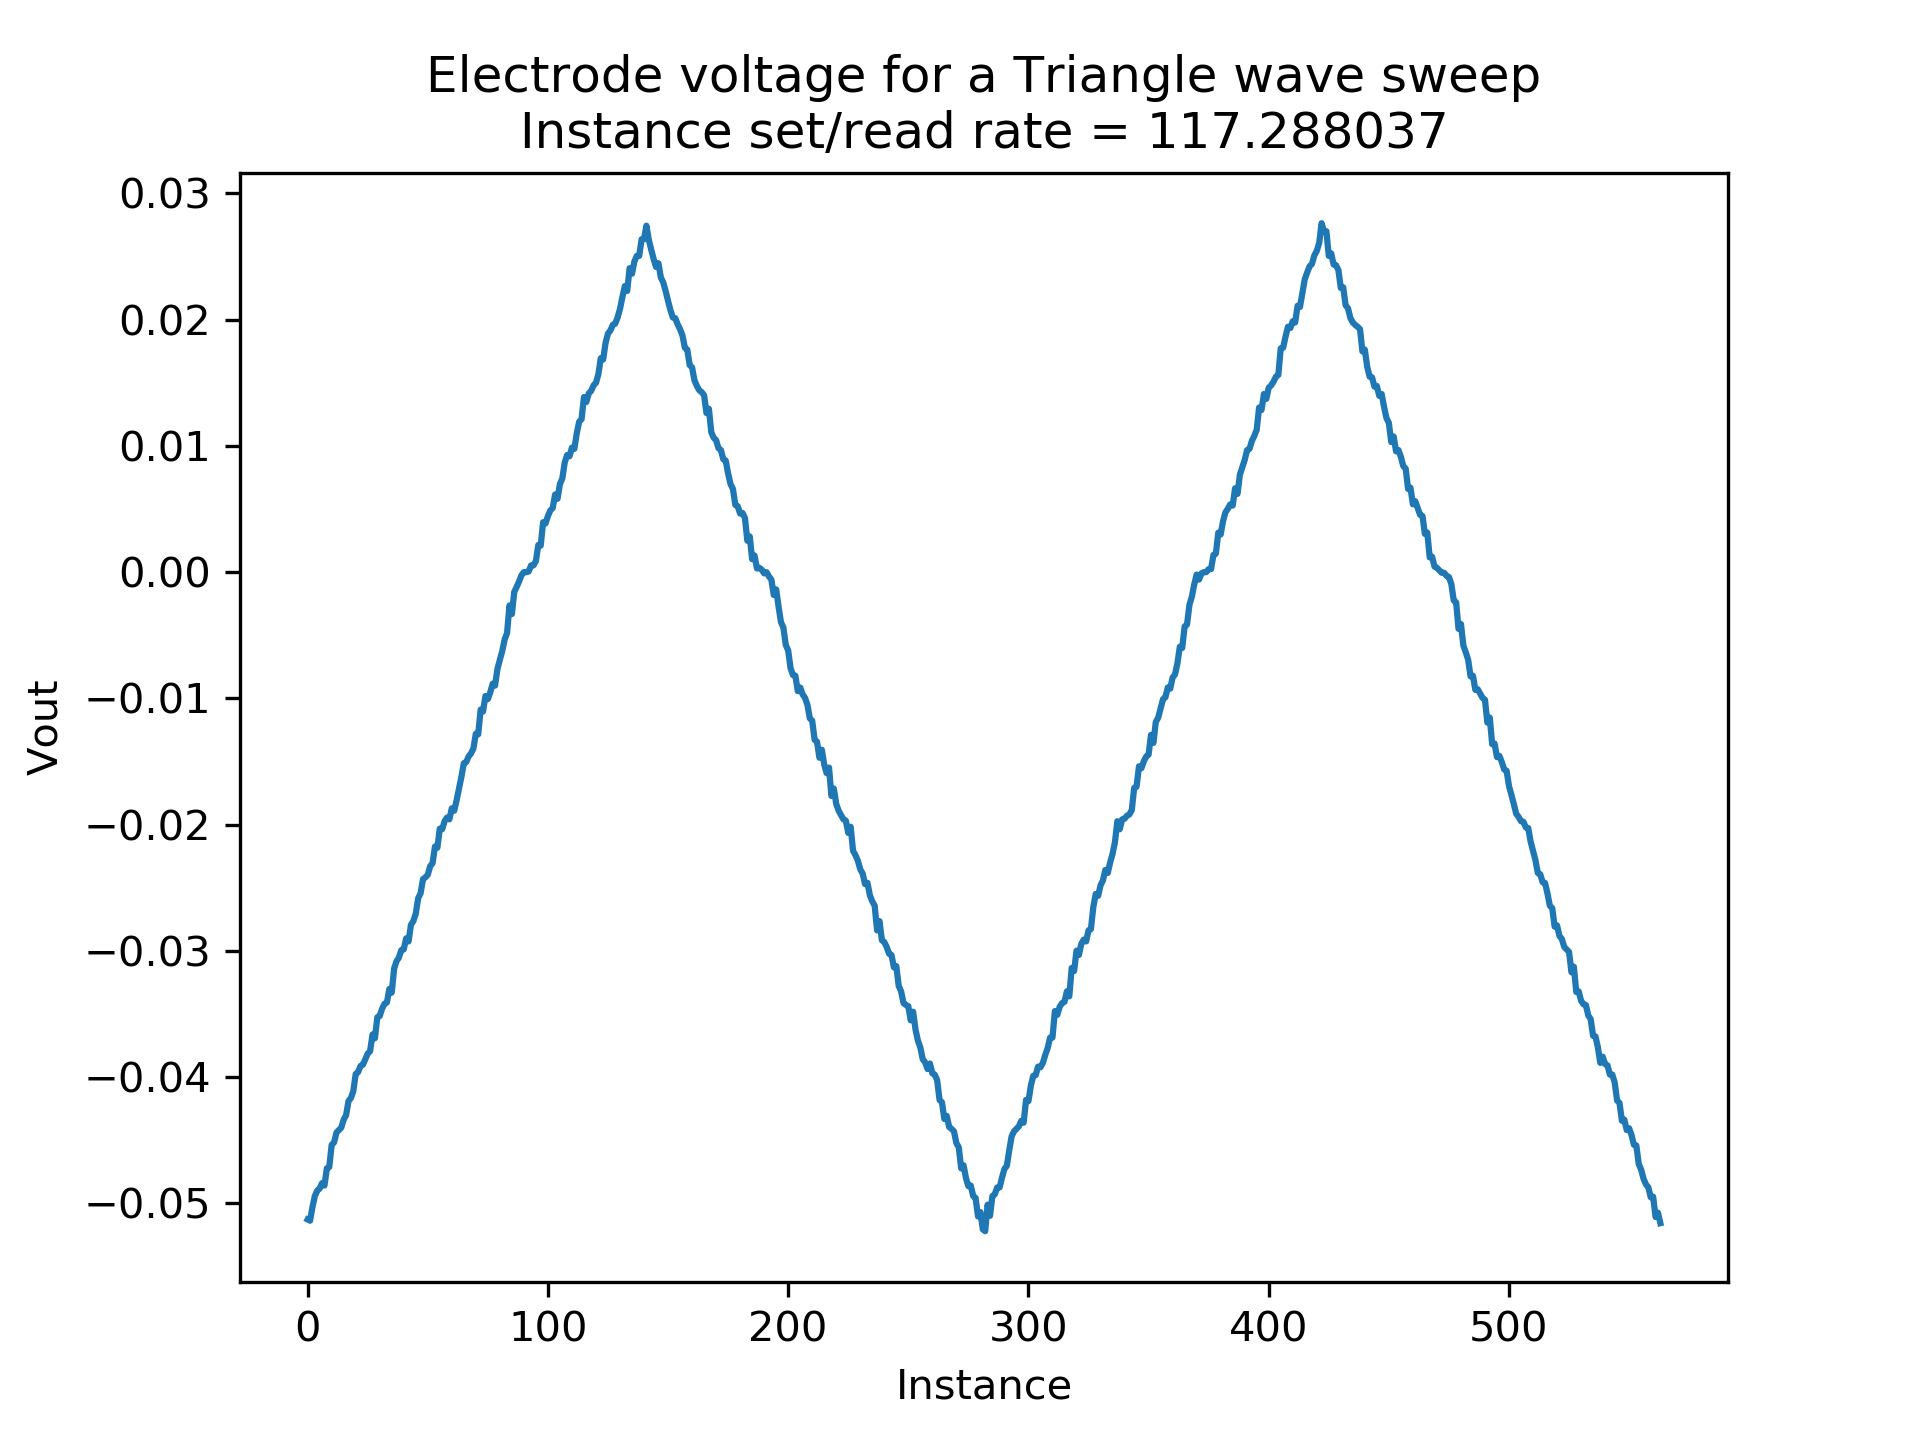 Electrode voltage for a Triangle wave sweep
Instance set/read rate = 117.288037
0.03
0.02
0.01
0.00
−0.01
−0.02
−0.03
−0.04
−0.05
Vout
0 100 200 300 400 500
Instance